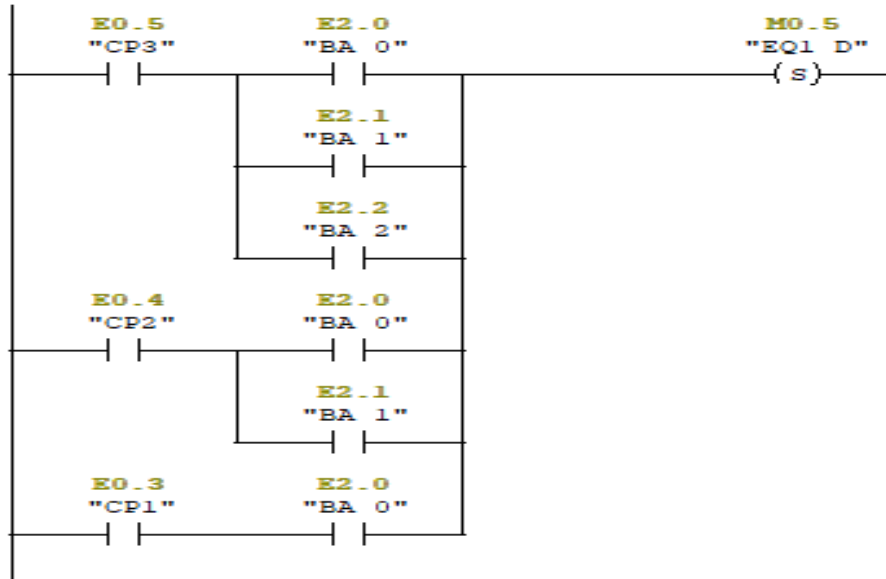 E0.5 E2.0 M0.5
"CP3" "BA 0" "EQ1 D"
S
E2.1
"BA 1"
E2.2
"BA 2"
E0.4 E2.0
"CP2" "BA 0"
E2.1
"BA 1"
E0.3 E2.0
"CP1" "BA 0"